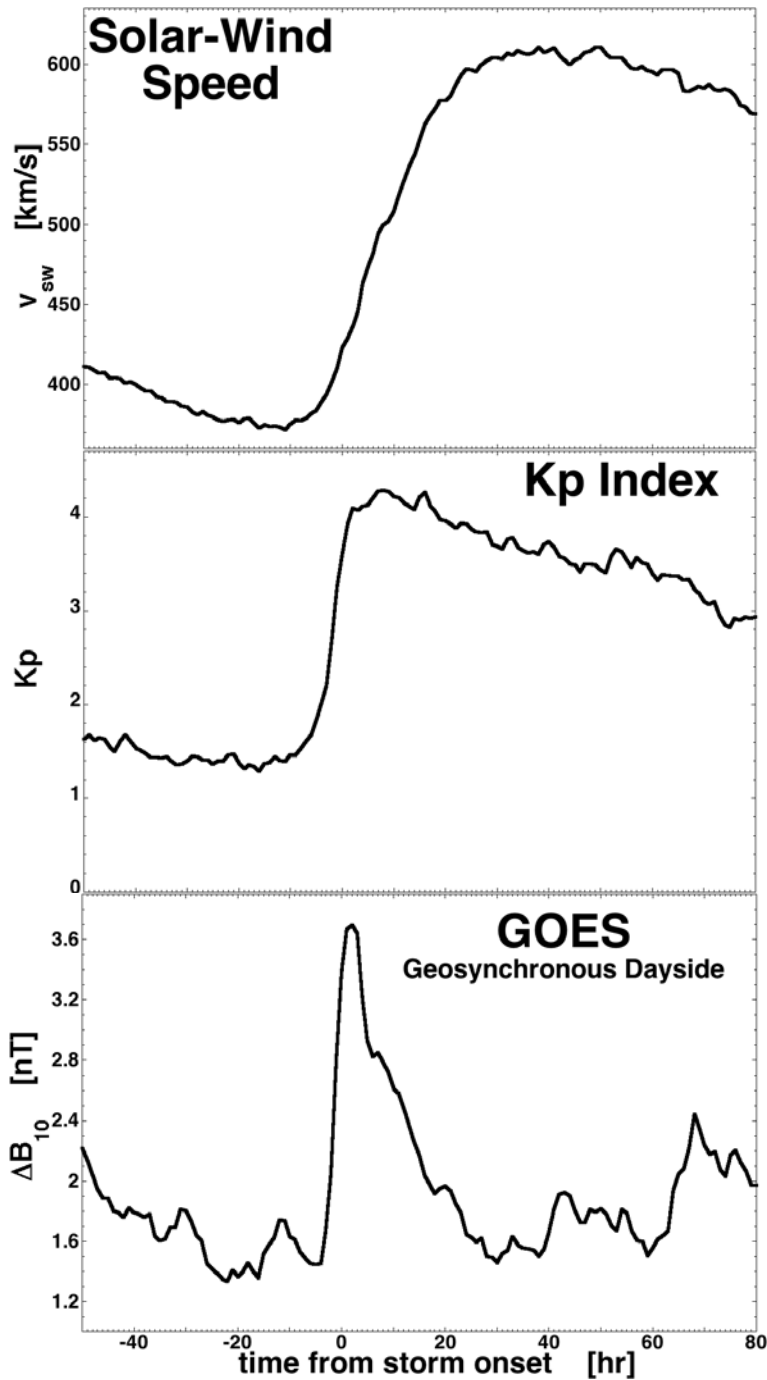 Solar-Wind
Speed
600
550
500
450
400
v sw [km/s]
Kp Index
4
3
2
1
0
Kp
GOES
Geosynchronous Dayside
3.6
3.2
2.8
2.4
2
1.6
1.2
ΔB10 [nT]
-40 -20 0 20 40 60 80
time from storm onset [hr]